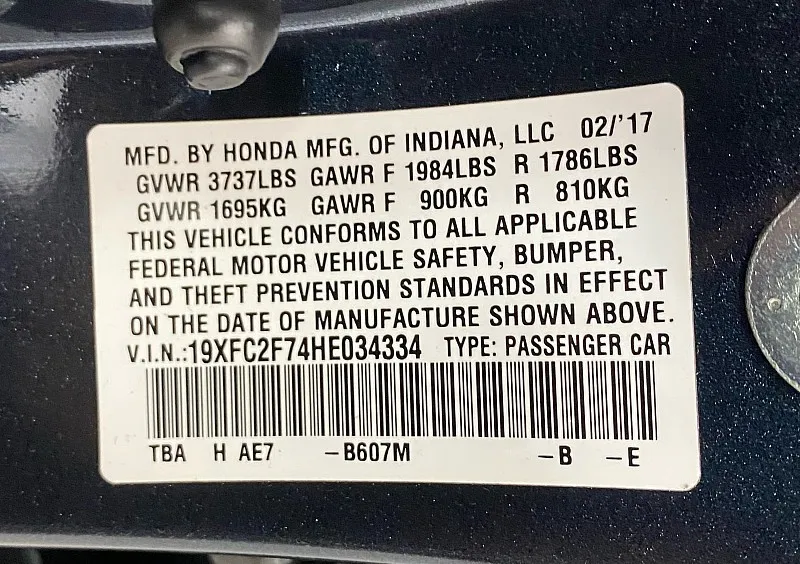 MFD. BY HONDA MFG. OF INDIANA, LLC 02/'17
GVWR 3737LBS GAWR F 1984LBS R 1786LBS
GVWR 1695KG GAWR F 900KG R 810KG
THIS VEHICLE CONFORMS TO ALL APPLICABLE
FEDERAL MOTOR VEHICLE SAFETY, BUMPER,
AND THEFT PREVENTION STANDARDS IN EFFECT
ON THE DATE OF MANUFACTURE SHOWN ABOVE.
V.I.N.:19XFC2F74HE034334 TYPE: PASSENGER CAR
TBA H AE7 –B607M –B –E